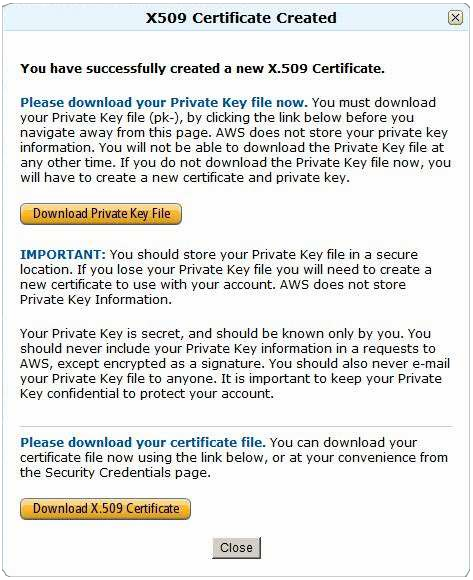 X509 Certificate Created
You have successfully created a new X.509 Certificate.
Please download your Private Key file now. You must download
your Private Key file (pk-), by clicking the link below before you
navigate away from this page. AWS does not store your private key
information. You will not be able to download the Private Key file at
any other time. If you do not download the Private Key file now, you
will have to create a new certificate and private key.
Download Private Key File
IMPORTANT: You should store your Private Key file in a secure
location. If you lose your Private Key file you will need to create a
new certificate to use with your account. AWS does not store
Private Key Information.
Your Private Key is secret, and should be known only by you. You
should never include your Private Key information in a requests to
AWS, except encrypted as a signature. You should also never e-mail
your Private Key file to anyone. It is important to keep your Private
Key confidential to protect your account.
Please download your certificate file. You can download your
certificate file now using the link below, or at your convenience from
the Security Credentials page.
Download X.509 Certificate
Close